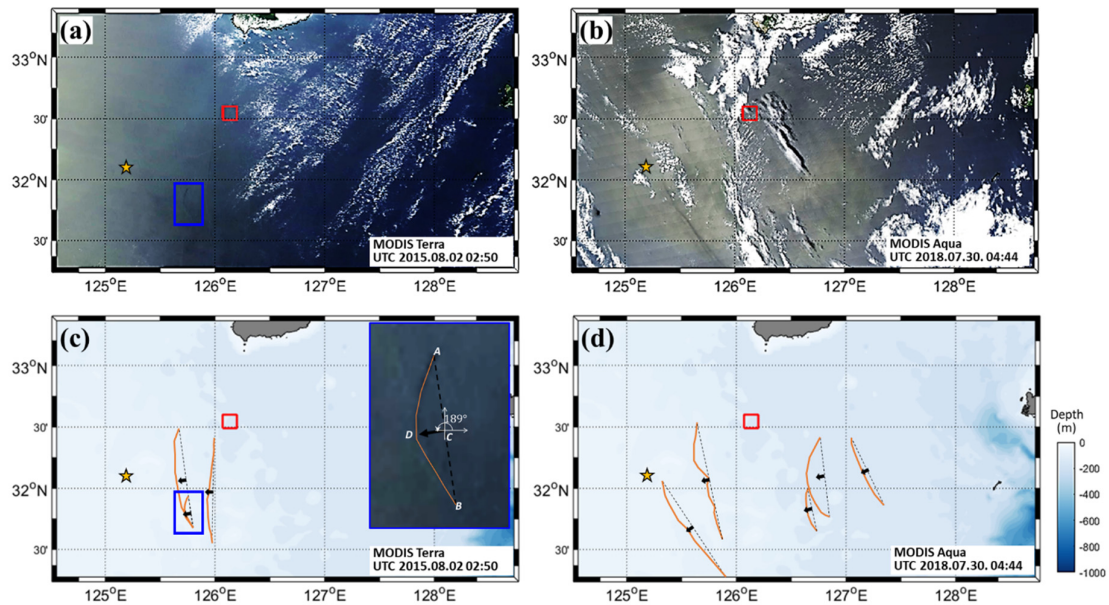 (a)
33°N
30'
32°N
30'
MODIS Terra
UTC 2015.08.02 02:50
125°E
126°E
127°E
128°E
(b)
33°N
30'
32°N
30'
MODIS Aqua
UTC 2018.07.30. 04:44
125°E
126°E
127°E
128°E
(c)
33°N
30'
32°N
30'
A
189°
D
C
B
MODIS Terra
UTC 2015.08.02 02:50
125°E
126°E
127°E
128°E
(d)
33°N
30'
32°N
30'
MODIS Aqua
UTC 2018.07.30. 04:44
125°E
126°E
127°E
128°E
Depth
(m)
0
-200
-400
-600
-800
-1000